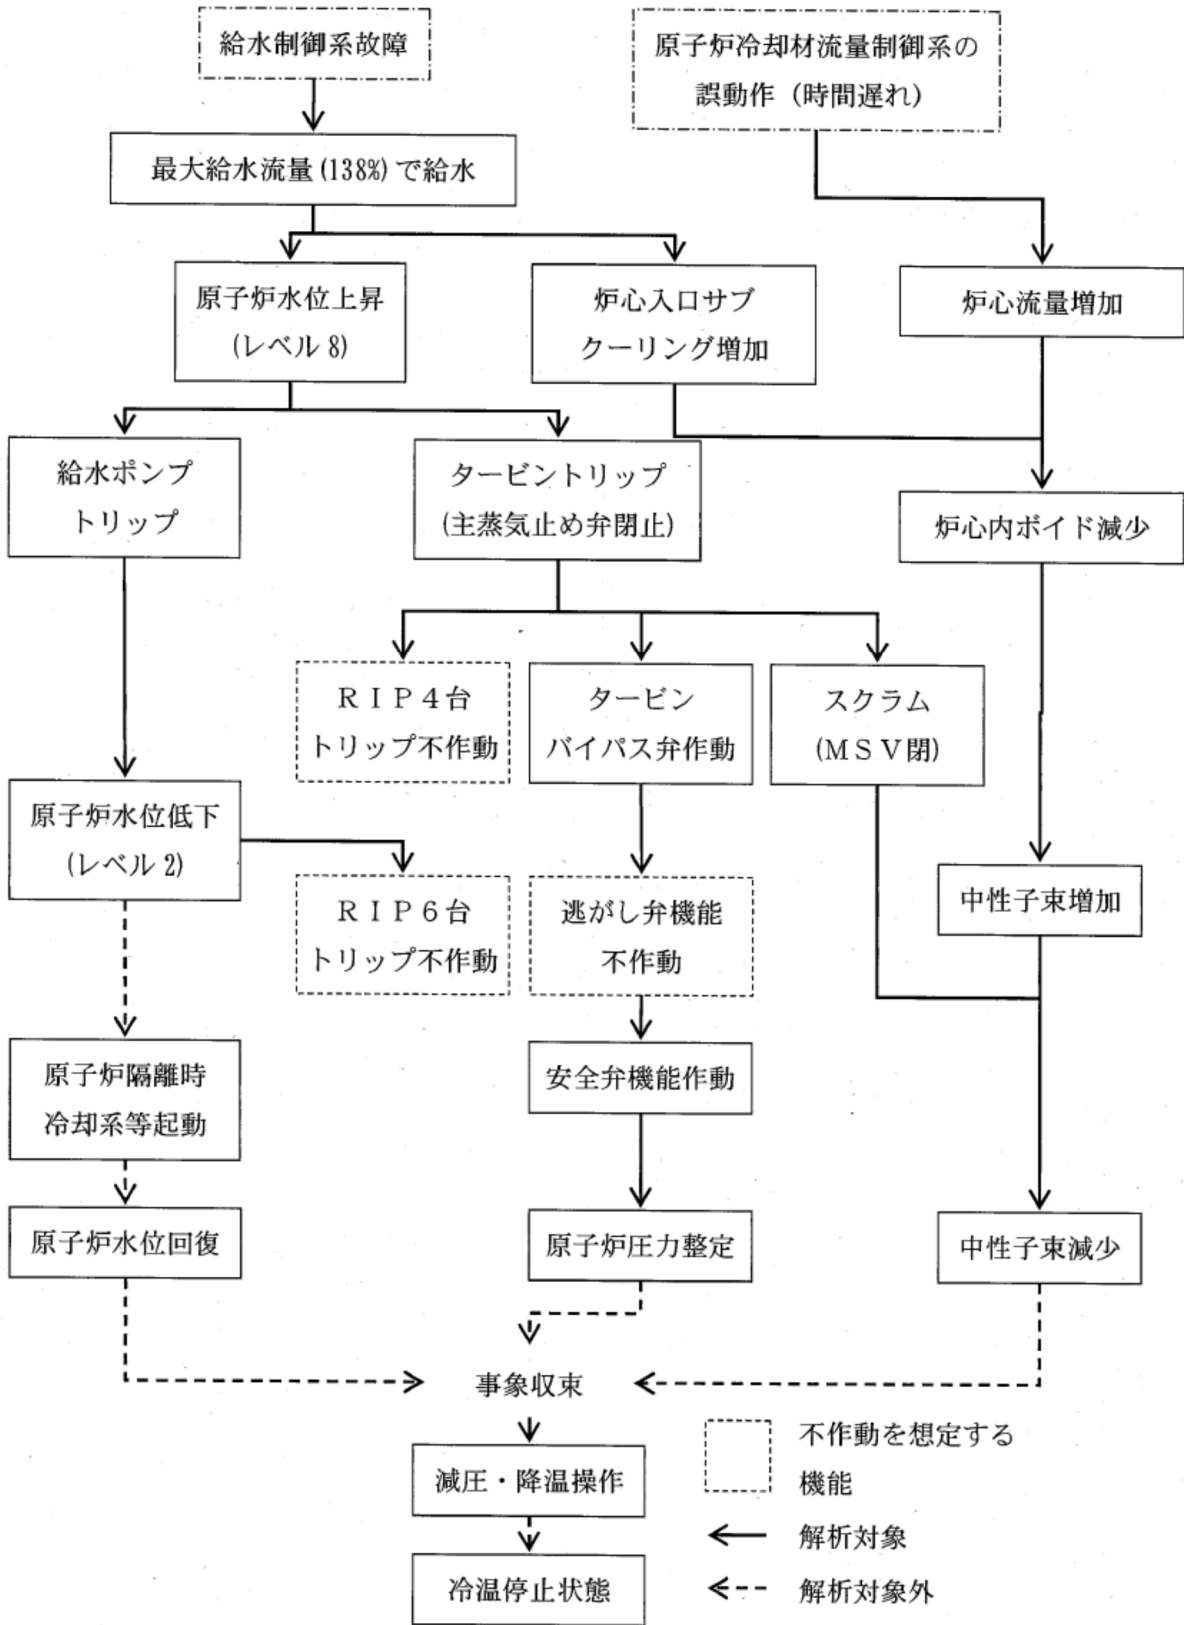 給水制御系故障
原子炉冷却材流量制御系の
誤動作（時間遅れ）
最大給水流量(138%)で給水
原子炉水位上昇
(レベル8)
炉心入口サブ
クーリング増加
炉心流量増加
給水ポンプ
トリップ
タービントリップ
(主蒸気止め弁閉止)
炉心内ボイド減少
ＲＩＰ４台
トリップ不作動
タービン
バイパス弁作動
スクラム
(ＭＳＶ閉)
原子炉水位低下
(レベル2)
ＲＩＰ６台
トリップ不作動
逃がし弁機能
不作動
中性子束増加
原子炉隔離時
冷却系等起動
安全弁機能作動
原子炉水位回復
原子炉圧力整定
中性子束減少
事象収束
減圧・降温操作
冷温停止状態
不作動を想定する
機能
解析対象
解析対象外